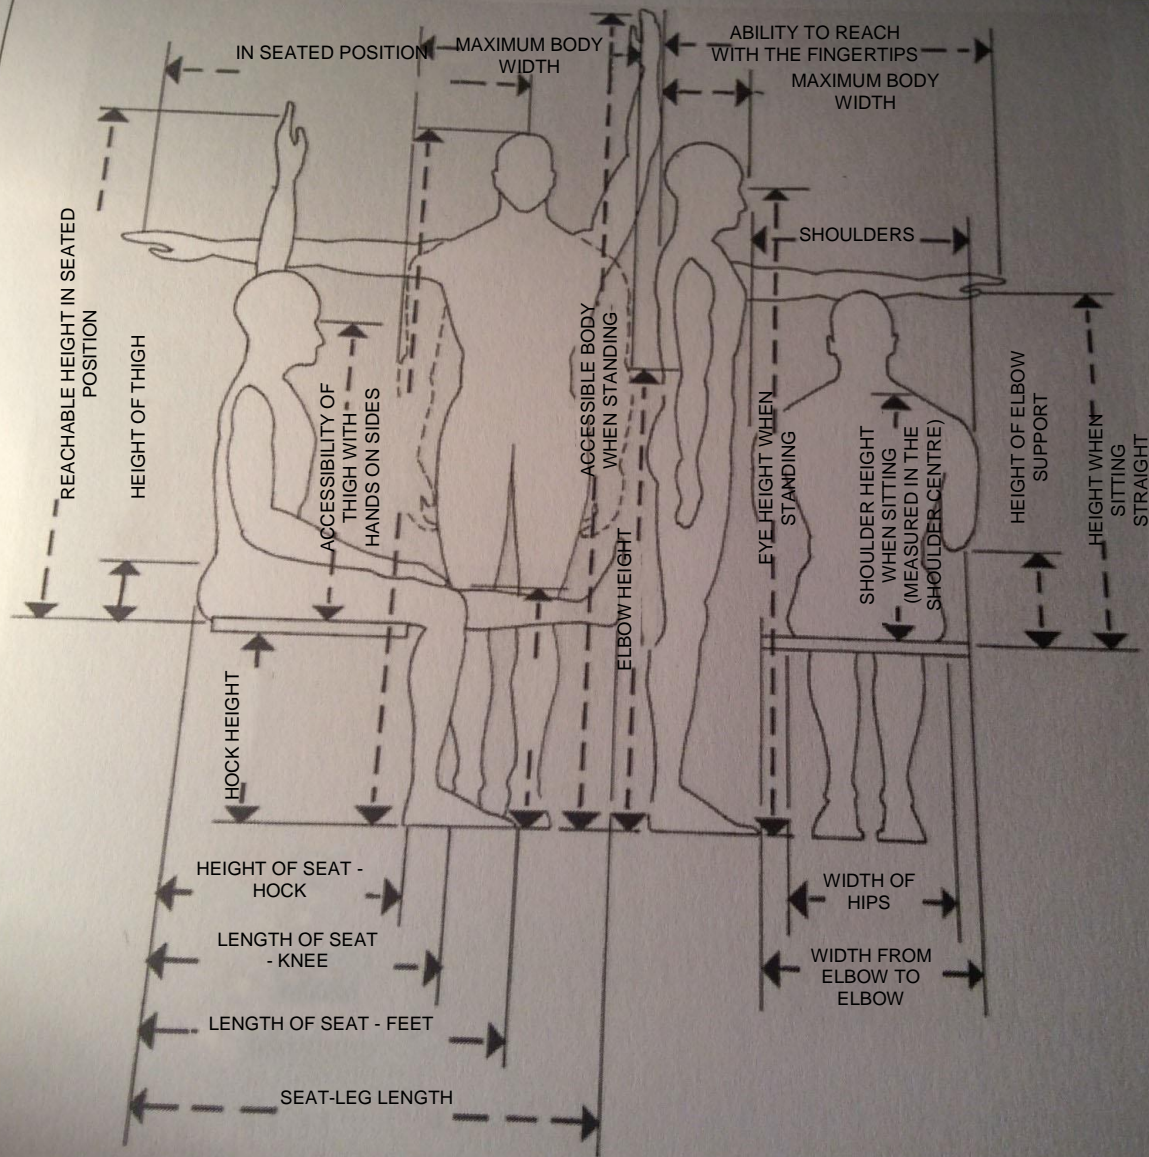 IN SEATED POSITION
MAXIMUM BODY
WIDTH
ABILITY TO REACH
WITH THE FINGERTIPS
MAXIMUM BODY
WIDTH
SHOULDERS
REACHABLE HEIGHT IN SEATED
POSITION
HEIGHT OF THIGH
ACCESSIBILITY OF
THIGH WITH
HANDS ON SIDES
ACCESSIBLE BODY
WHEN STANDING
ELBOW HEIGHT
EYE HEIGHT WHEN
STANDING
SHOULDER HEIGHT
WHEN SITTING
(MEASURED IN THE
SHOULDER CENTRE)
HEIGHT OF ELBOW
SUPPORT
HEIGHT WHEN
SITTING
STRAIGHT
HOCK HEIGHT
HEIGHT OF SEAT -
HOCK
LENGTH OF SEAT
- KNEE
LENGTH OF SEAT - FEET
SEAT-LEG LENGTH
WIDTH OF
HIPS
WIDTH FROM
ELBOW TO
ELBOW